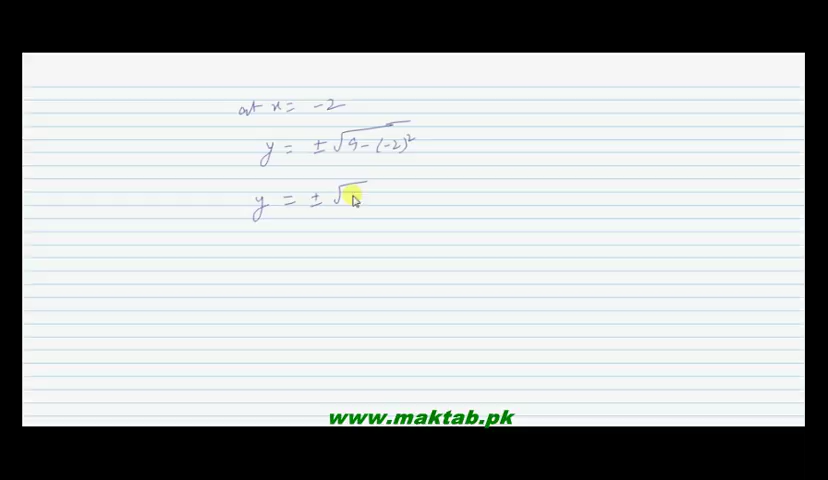 at x = -2
y = ± √9 - (-2)²
y = ± √
www.maktab.pk